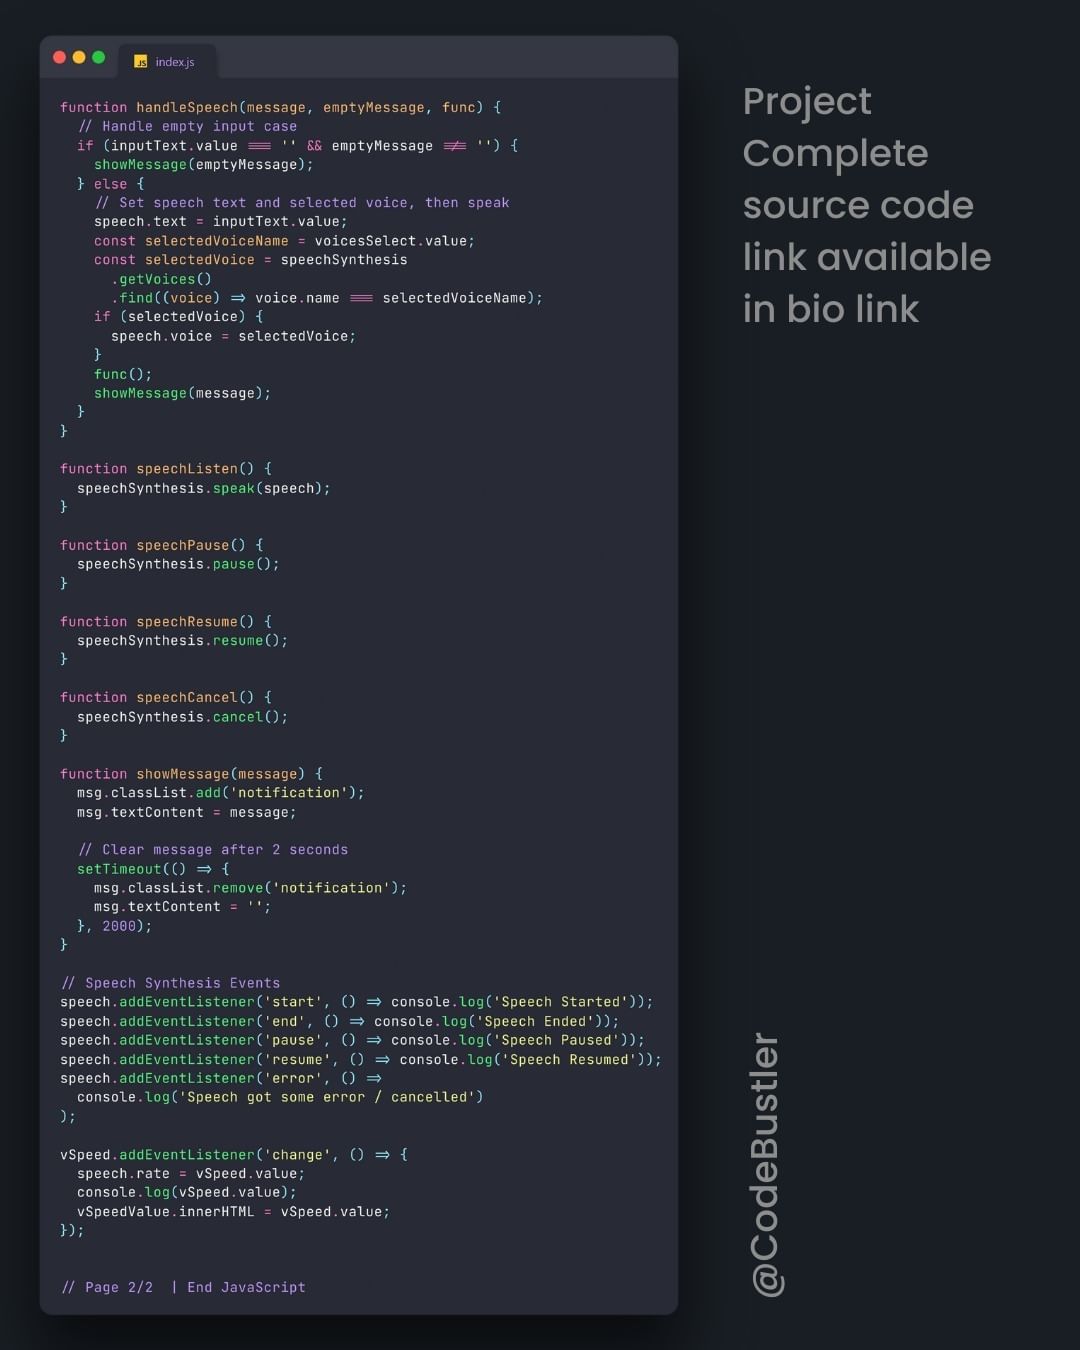 JS index.js
function handleSpeech(message, emptyMessage, func) {
  // Handle empty input case
  if (inputText.value === '' && emptyMessage !== '') {
    showMessage(emptyMessage);
  } else {
    // Set speech text and selected voice, then speak
    speech.text = inputText.value;
    const selectedVoiceName = voicesSelect.value;
    const selectedVoice = speechSynthesis
      .getVoices()
      .find((voice) => voice.name === selectedVoiceName);
    if (selectedVoice) {
      speech.voice = selectedVoice;
    }
    func();
    showMessage(message);
  }
}

function speechListen() {
  speechSynthesis.speak(speech);
}

function speechPause() {
  speechSynthesis.pause();
}

function speechResume() {
  speechSynthesis.resume();
}

function speechCancel() {
  speechSynthesis.cancel();
}

function showMessage(message) {
  msg.classList.add('notification');
  msg.textContent = message;

  // Clear message after 2 seconds
  setTimeout(() => {
    msg.classList.remove('notification');
    msg.textContent = '';
  }, 2000);
}

// Speech Synthesis Events
speech.addEventListener('start', () => console.log('Speech Started'));
speech.addEventListener('end', () => console.log('Speech Ended'));
speech.addEventListener('pause', () => console.log('Speech Paused'));
speech.addEventListener('resume', () => console.log('Speech Resumed'));
speech.addEventListener('error', () =>
  console.log('Speech got some error / cancelled')
);

vSpeed.addEventListener('change', () => {
  speech.rate = vSpeed.value;
  console.log(vSpeed.value);
  vSpeedValue.innerHTML = vSpeed.value;
});

// Page 2/2  | End JavaScript
Project
Complete
source code
link available
in bio link
@CodeBustler